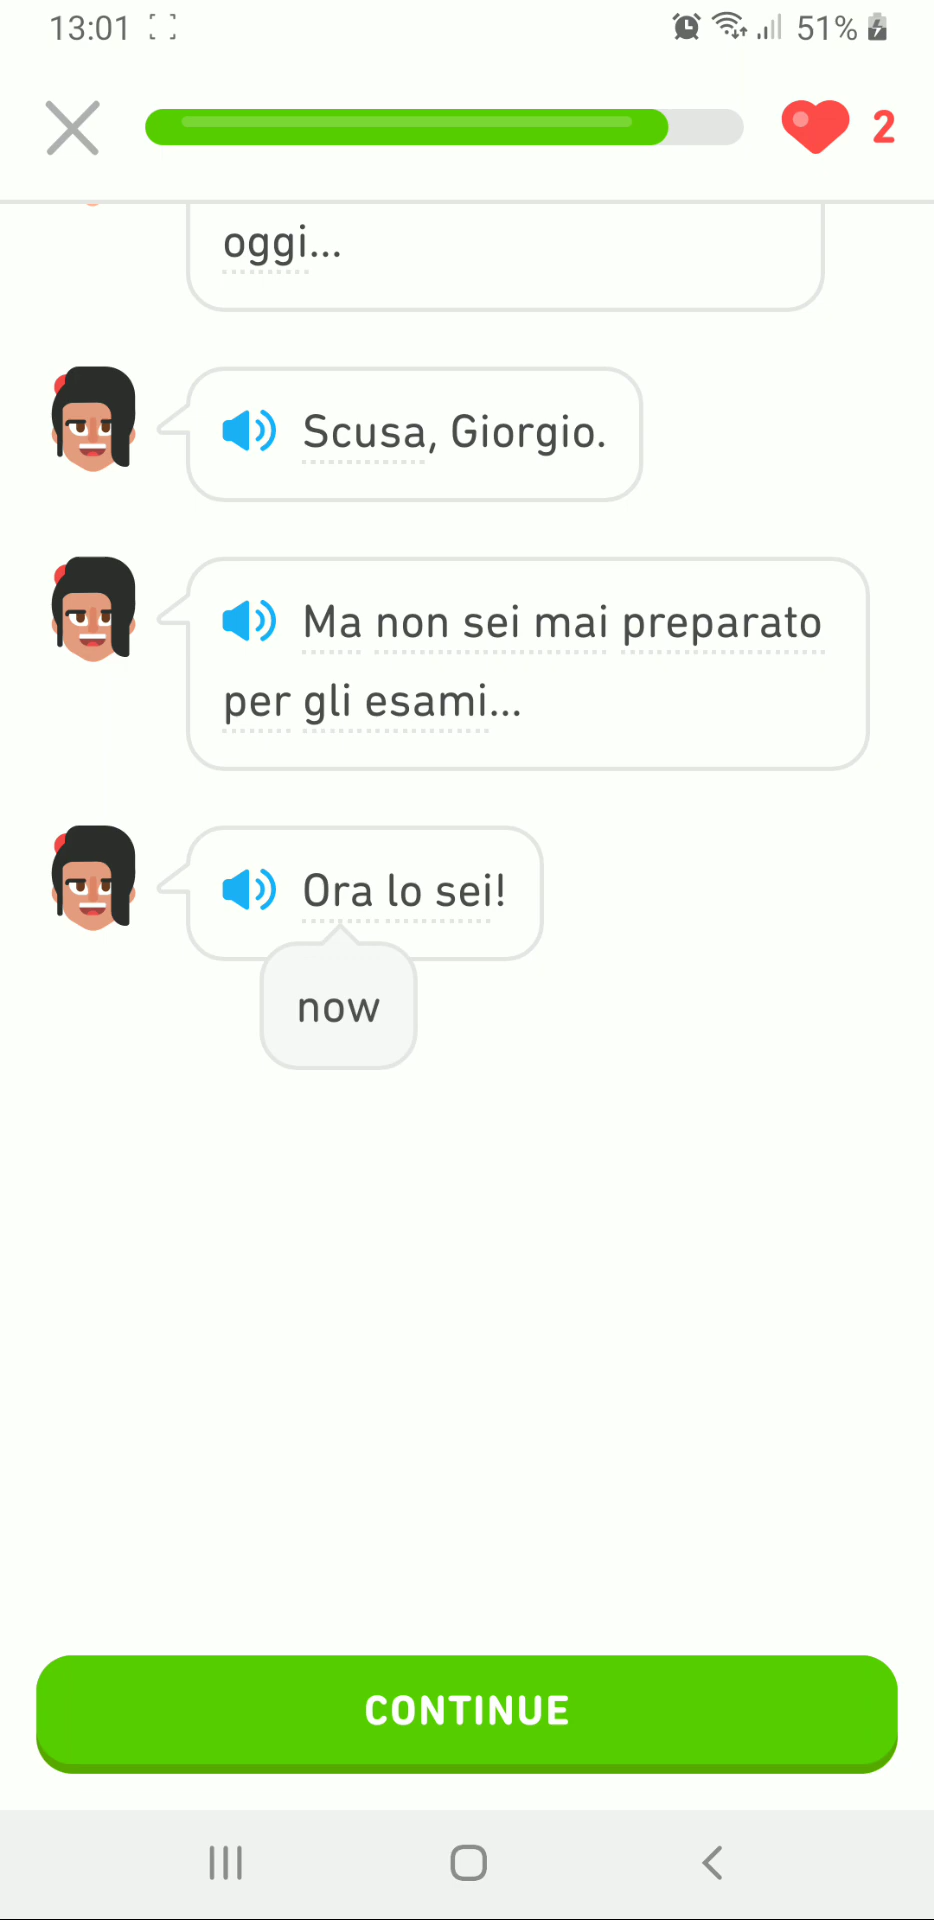 13:01
51%
2
oggi...
Scusa, Giorgio.
Ma non sei mai preparato
per gli esami...
Ora lo sei!
now
CONTINUE